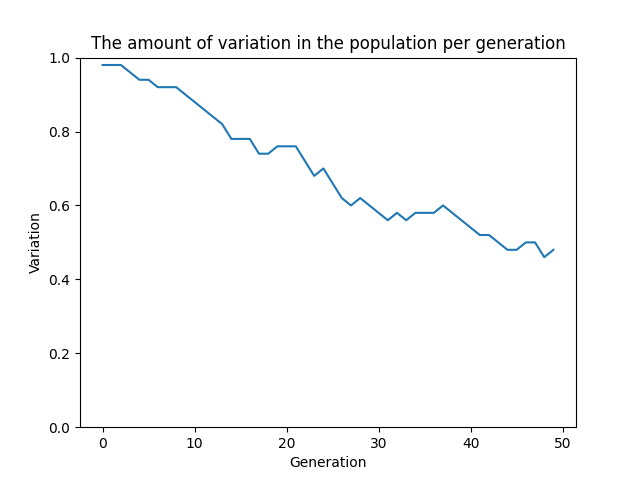 The amount of variation in the population per generation
1.0
0.8
0.6
0.4
0.2
0.0
Variation
0 10 20 30 40 50
Generation